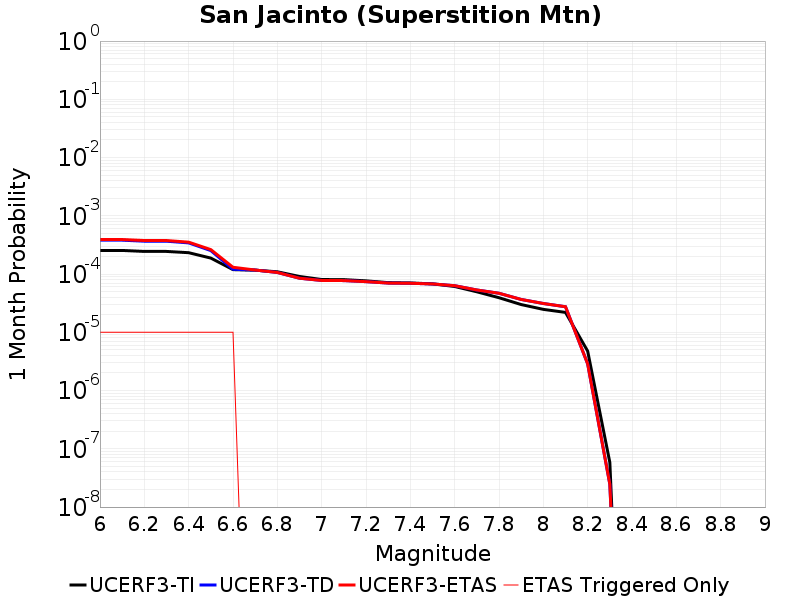 San Jacinto (Superstition Mtn)
1 Month Probability
10^0
10^-1
10^-2
10^-3
10^-4
10^-5
10^-6
10^-7
10^-8
6 6.2 6.4 6.6 6.8 7 7.2 7.4 7.6 7.8 8 8.2 8.4 8.6 8.8 9
Magnitude
UCERF3-TI UCERF3-TD UCERF3-ETAS ETAS Triggered Only